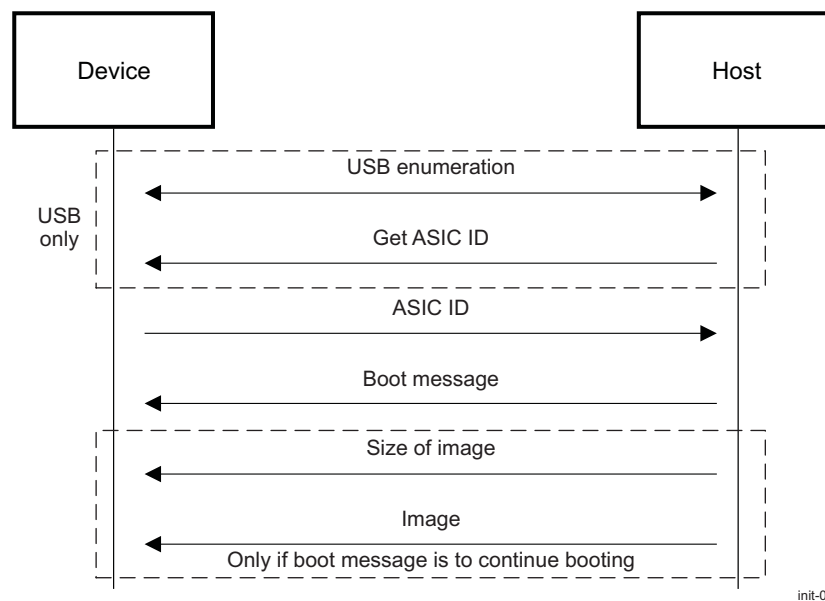 Device
Host
USB enumeration
USB
only
Get ASIC ID
ASIC ID
Boot message
Size of image
Image
Only if boot message is to continue booting